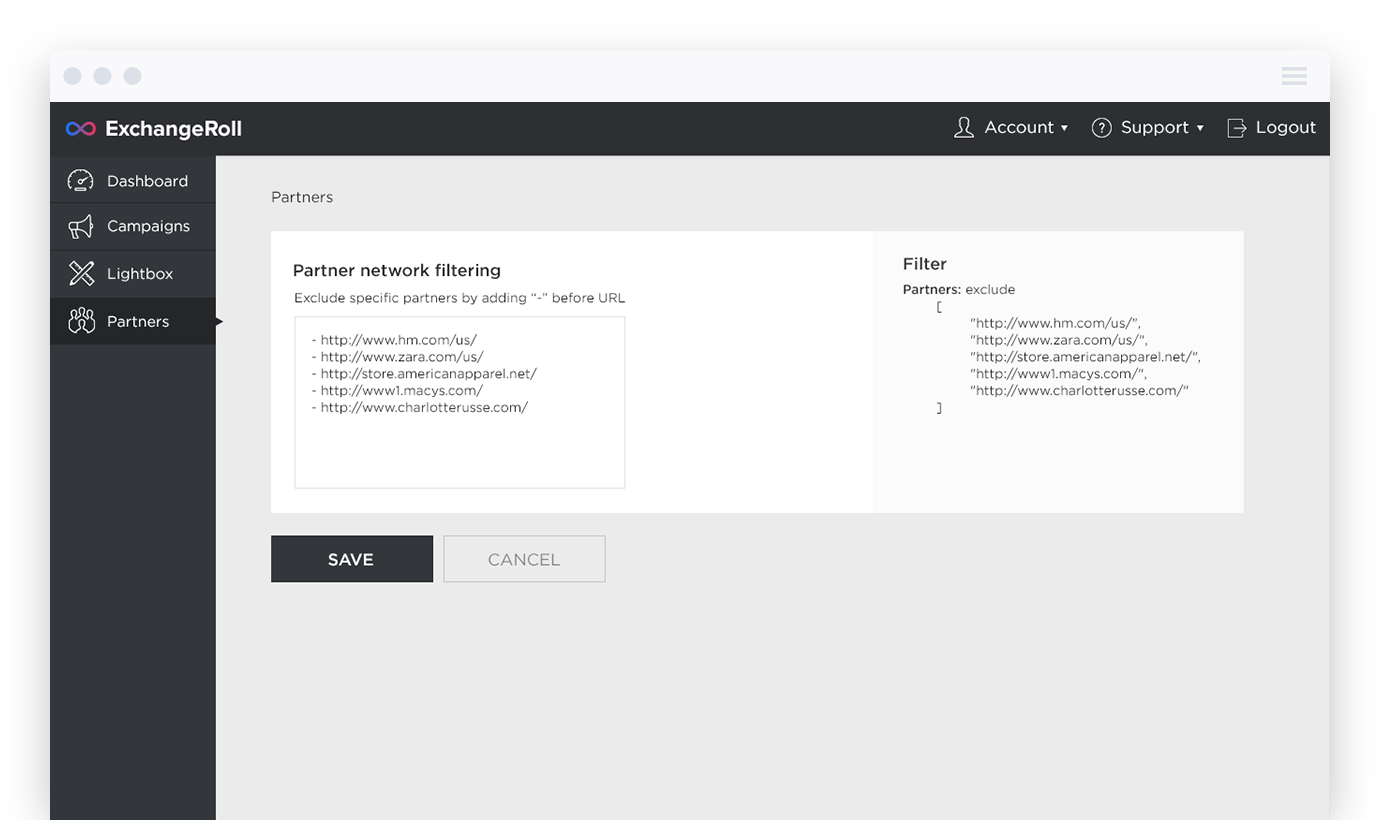 ExchangeRoll
Account
Support
Logout
Dashboard
Campaigns
Lightbox
Partners
Partners
Partner network filtering
Exclude specific partners by adding “-” before URL
- http://www.hm.com/us/
- http://www.zara.com/us/
- http://store.americanapparel.net/
- http://www1.macys.com/
- http://www.charlotterusse.com/
Filter
Partners: exclude
[
"http://www.hm.com/us/",
"http://www.zara.com/us/",
"http://store.americanapparel.net/",
"http://www1.macys.com/",
"http://www.charlotterusse.com/"
]
SAVE
CANCEL